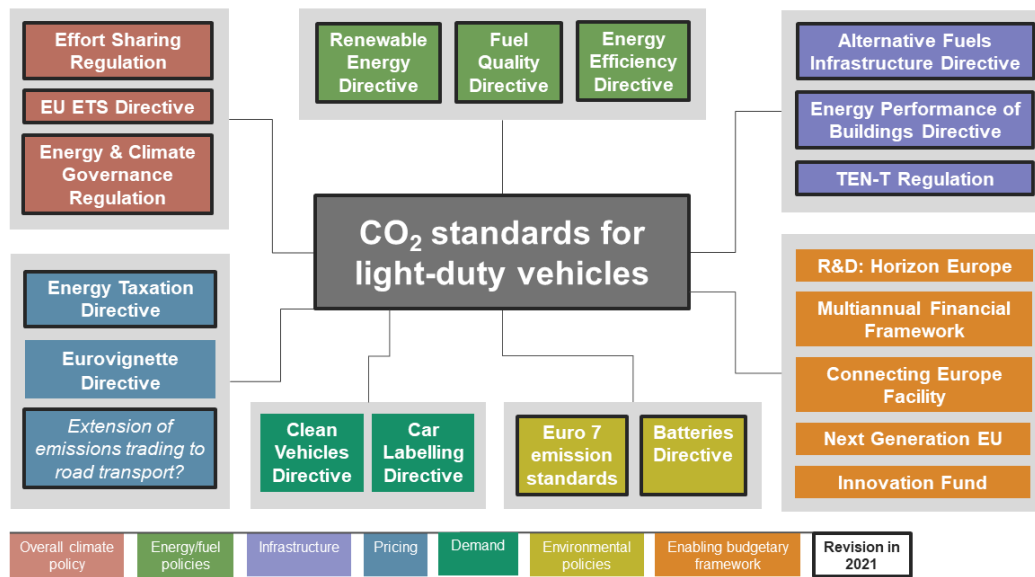 Effort Sharing
Regulation
EU ETS Directive
Energy & Climate
Governance
Regulation
Renewable
Energy
Directive
Fuel
Quality
Directive
Energy
Efficiency
Directive
Alternative Fuels
Infrastructure Directive
Energy Performance of
Buildings Directive
TEN-T Regulation
CO₂ standards for
light-duty vehicles
Energy Taxation
Directive
Eurovignette
Directive
Extension of
emissions trading to
road transport?
Clean
Vehicles
Directive
Car
Labelling
Directive
Euro 7
emission
standards
Batteries
Directive
R&D: Horizon Europe
Multiannual Financial
Framework
Connecting Europe
Facility
Next Generation EU
Innovation Fund
Overall climate
policy
Energy/fuel
policies
Infrastructure
Pricing
Demand
Environmental
policies
Enabling budgetary
framework
Revision in
2021